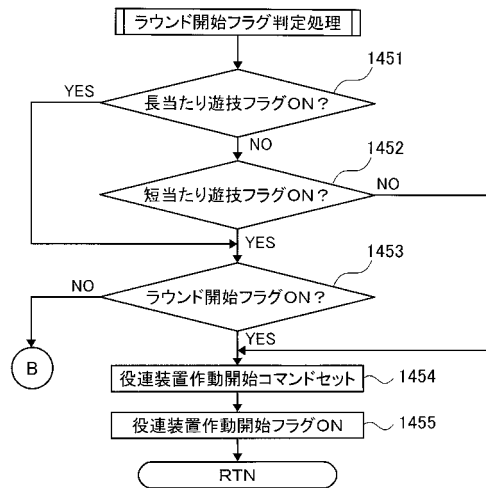 ラウンド開始フラグ判定処理
1451
YES
長当たり遊技フラグON?
NO
1452
短当たり遊技フラグON?
NO
YES
1453
NO
ラウンド開始フラグON?
YES
B
役連装置作動開始コマンドセット
1454
役連装置作動開始フラグON
1455
RTN